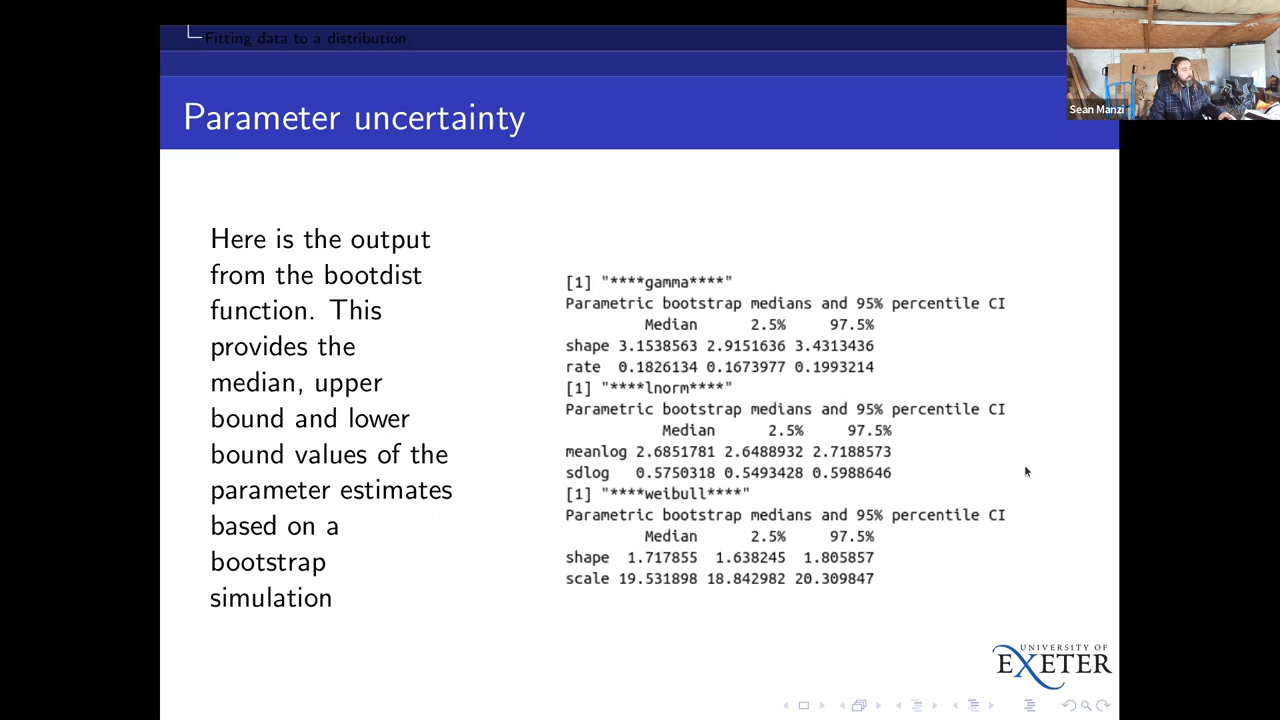 Fitting data to a distribution
Parameter uncertainty
Sean Manzi
Here is the output
from the bootdist
function. This
provides the
median, upper
bound and lower
bound values of the
parameter estimates
based on a
bootstrap
simulation
[1] "****gamma****"
Parametric bootstrap medians and 95% percentile CI
Median 2.5% 97.5%
shape 3.1538563 2.9151636 3.4313436
rate 0.1826134 0.1673977 0.1993214
[1] "****lnorm****"
Parametric bootstrap medians and 95% percentile CI
Median 2.5% 97.5%
meanlog 2.6851781 2.6488932 2.7188573
sdlog 0.5750318 0.5493428 0.5988646
[1] "****weibull****"
Parametric bootstrap medians and 95% percentile CI
Median 2.5% 97.5%
shape 1.717855 1.638245 1.805857
scale 19.531898 18.842982 20.309847
UNIVERSITY OF
EXETER